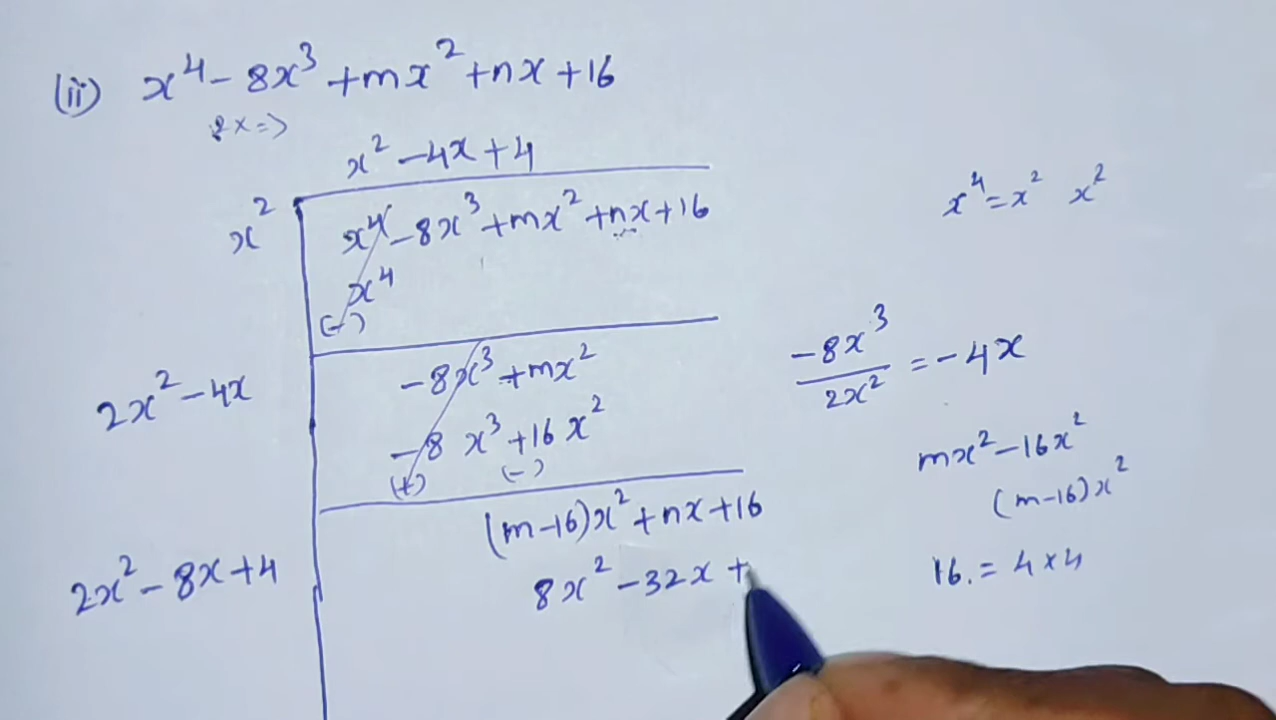 (ii) x⁴ - 8x³ + mx² + nx + 16
2x =>
x² - 4x + 4
x² x⁴ - 8x³ + mx² + nx + 16
x⁴ = x² x²
x⁴
(-)
-8x³ + mx²
-8x³/2x² = -4x
2x² - 4x
-8x³ + 16x²
(+) (-)
mx² - 16x²
(m-16)x²
(m-16)x² + nx + 16
2x² - 8x + 4
8x² - 32x +
16. = 4 x 4